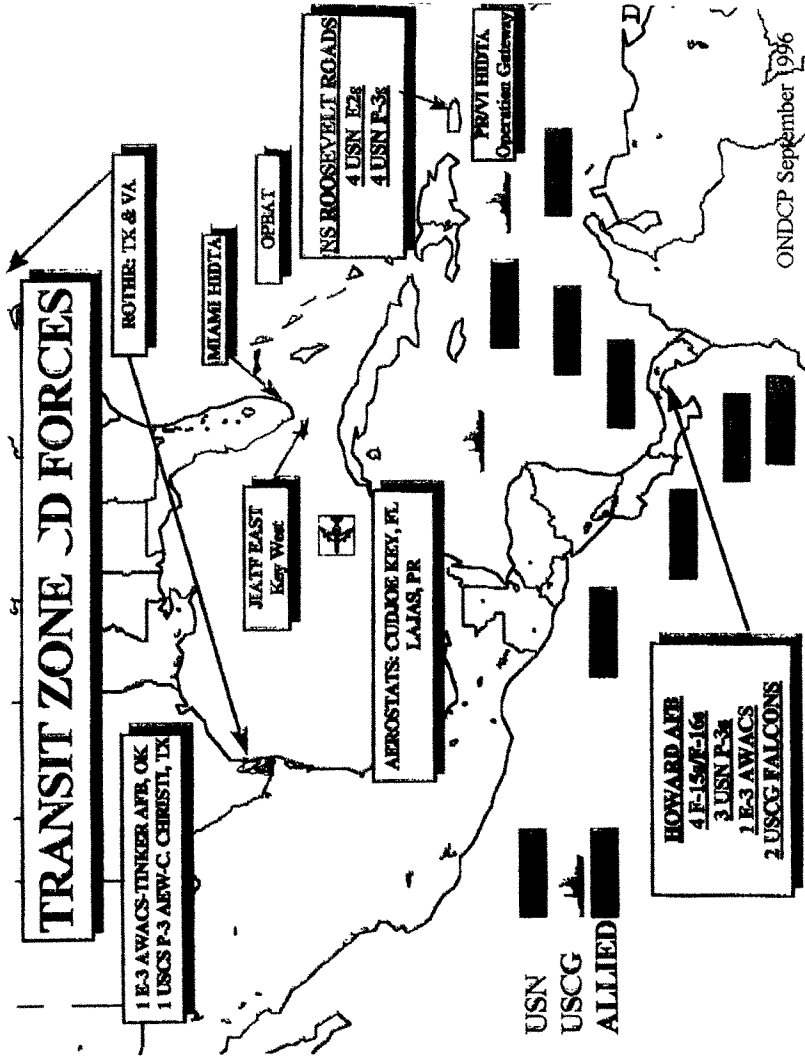 TRANSIT ZONE CD FORCES
1 E-3 AWACS-TINKER AFB, OK
1 USCS P-3 AEW-C. CHRISTI, TX
ROTHR: TX & VA
MIAMI HIDTA
OPBAT
NS ROOSEVELT ROADS
4 USN E2s
4 USN P-3s
PR/VI HIDTA
Operation Gateway
JIATF EAST
Key West
AEROSTATS: CUDJOE KEY, FL
LAJAS, PR
HOWARD AFB
4 F-15s/F-16s
3 USN P-3s
1 E-3 AWACS
2 USCG FALCONS
USN
USCG
ALLIED
D
ONDCP September 1996